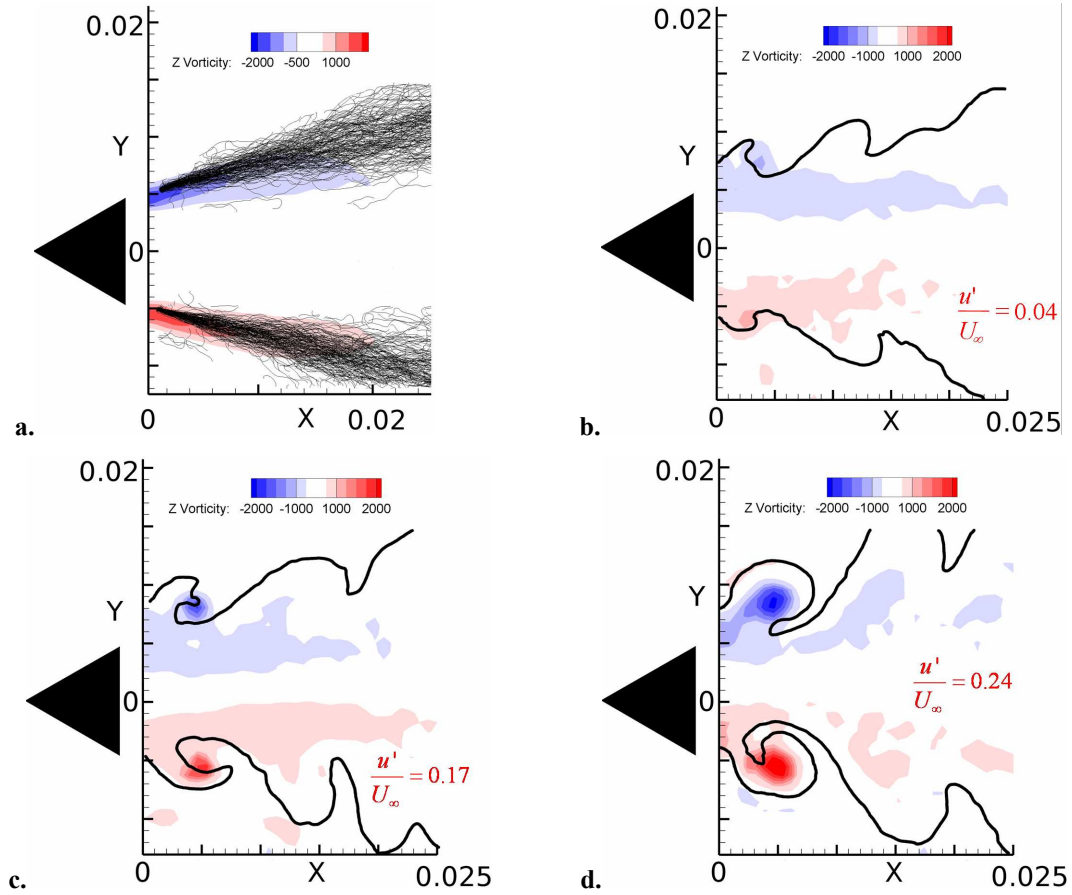 0.02
Z Vorticity: -2000 -500 1000
Y
0
0 X 0.02
a.
0.02
Z Vorticity: -2000 -1000 1000 2000
Y
0
u'
U∞ = 0.04
0 X 0.025
b.
0.02
Z Vorticity: -2000 -1000 1000 2000
Y
0
u'
U∞ = 0.17
0 X 0.025
c.
0.02
Z Vorticity: -2000 -1000 1000 2000
Y
0
u'
U∞ = 0.24
0 X 0.025
d.